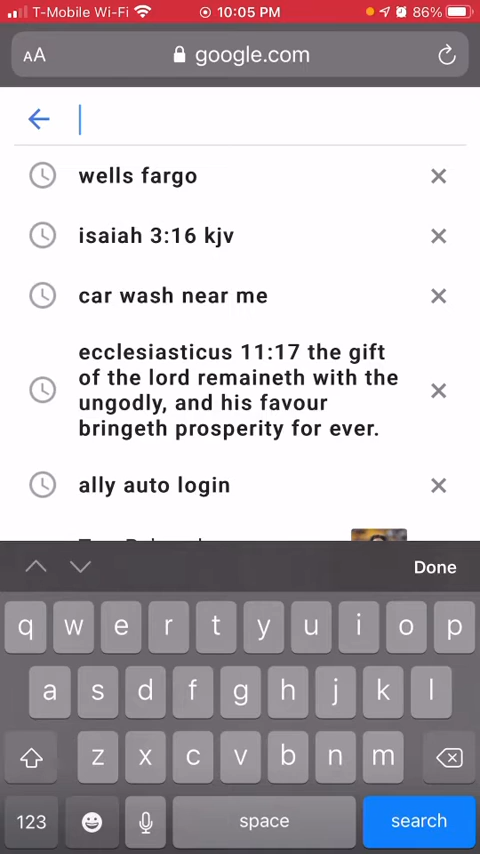 T-Mobile Wi-Fi 10:05 PM 86%
AA google.com
wells fargo
isaiah 3:16 kjv
car wash near me
ecclesiasticus 11:17 the gift
of the lord remaineth with the
ungodly, and his favour
bringeth prosperity for ever.
ally auto login
Done
q w e r t y u i o p
a s d f g h j k l
z x c v b n m
123 space search